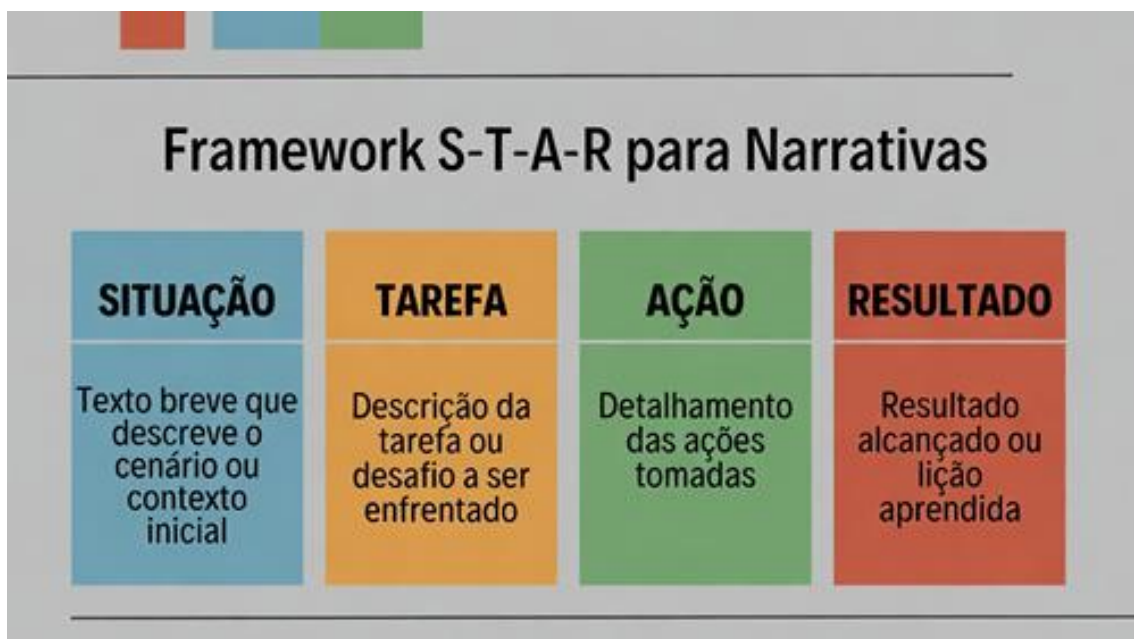 Framework S-T-A-R para Narrativas
SITUAÇÃO
Texto breve que
descreve o
cenário ou
contexto
inicial
TAREFA
Descrição da
tarefa ou
desafio a ser
enfrentado
AÇÃO
Detalhamento
das ações
tomadas
RESULTADO
Resultado
alcançado ou
lição
aprendida